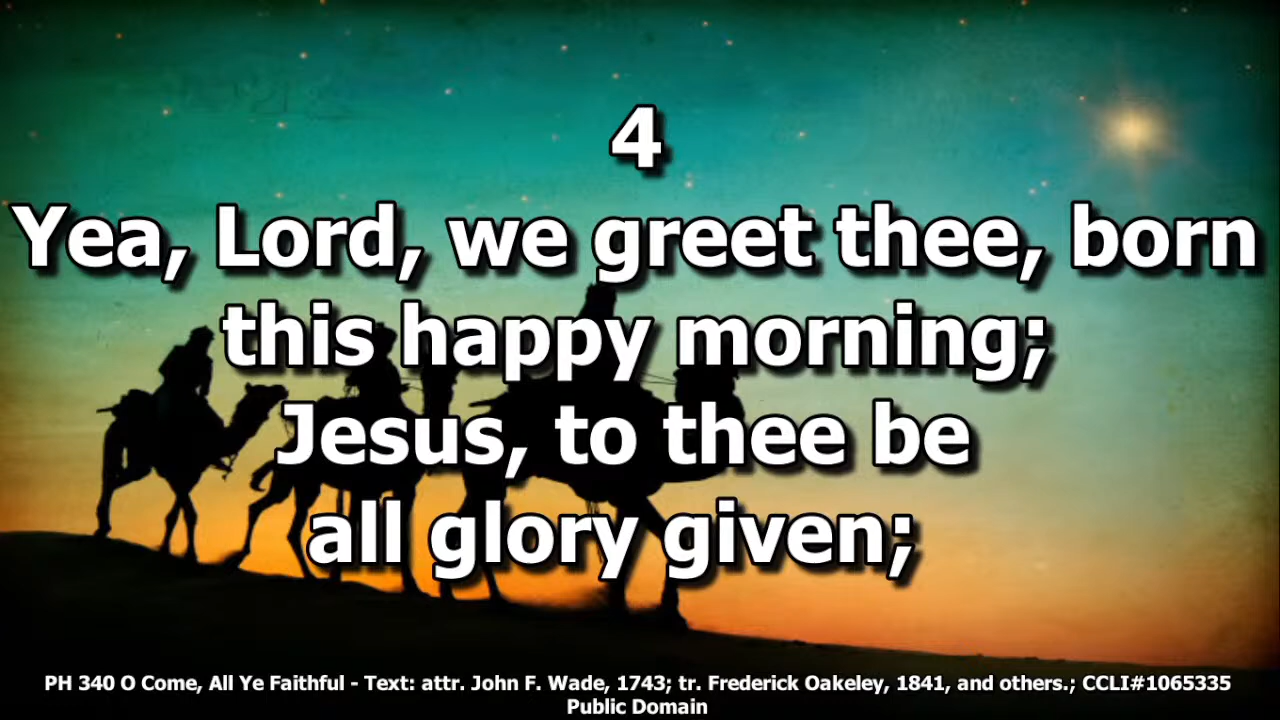 4
Yea, Lord, we greet thee, born
this happy morning;
Jesus, to thee be
all glory given;
PH 340 O Come, All Ye Faithful - Text: attr. John F. Wade, 1743; tr. Frederick Oakeley, 1841, and others.; CCLI#1065335
Public Domain